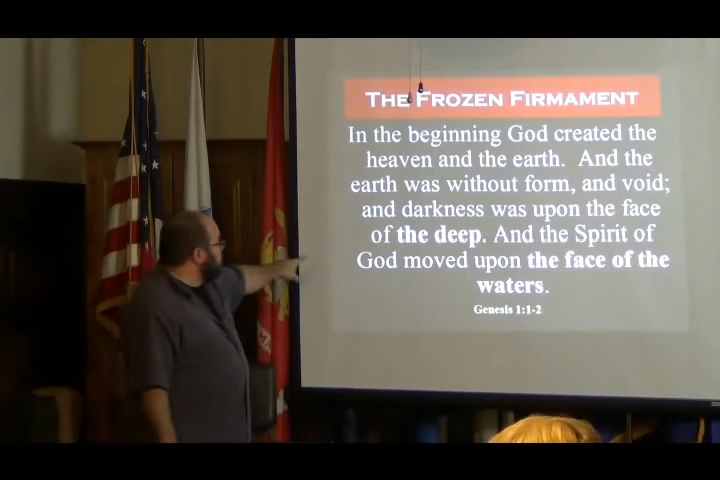 THE FROZEN FIRMAMENT
In the beginning God created the
heaven and the earth. And the
earth was without form, and void;
and darkness was upon the face
of the deep. And the Spirit of
God moved upon the face of the
waters.
Genesis 1:1-2